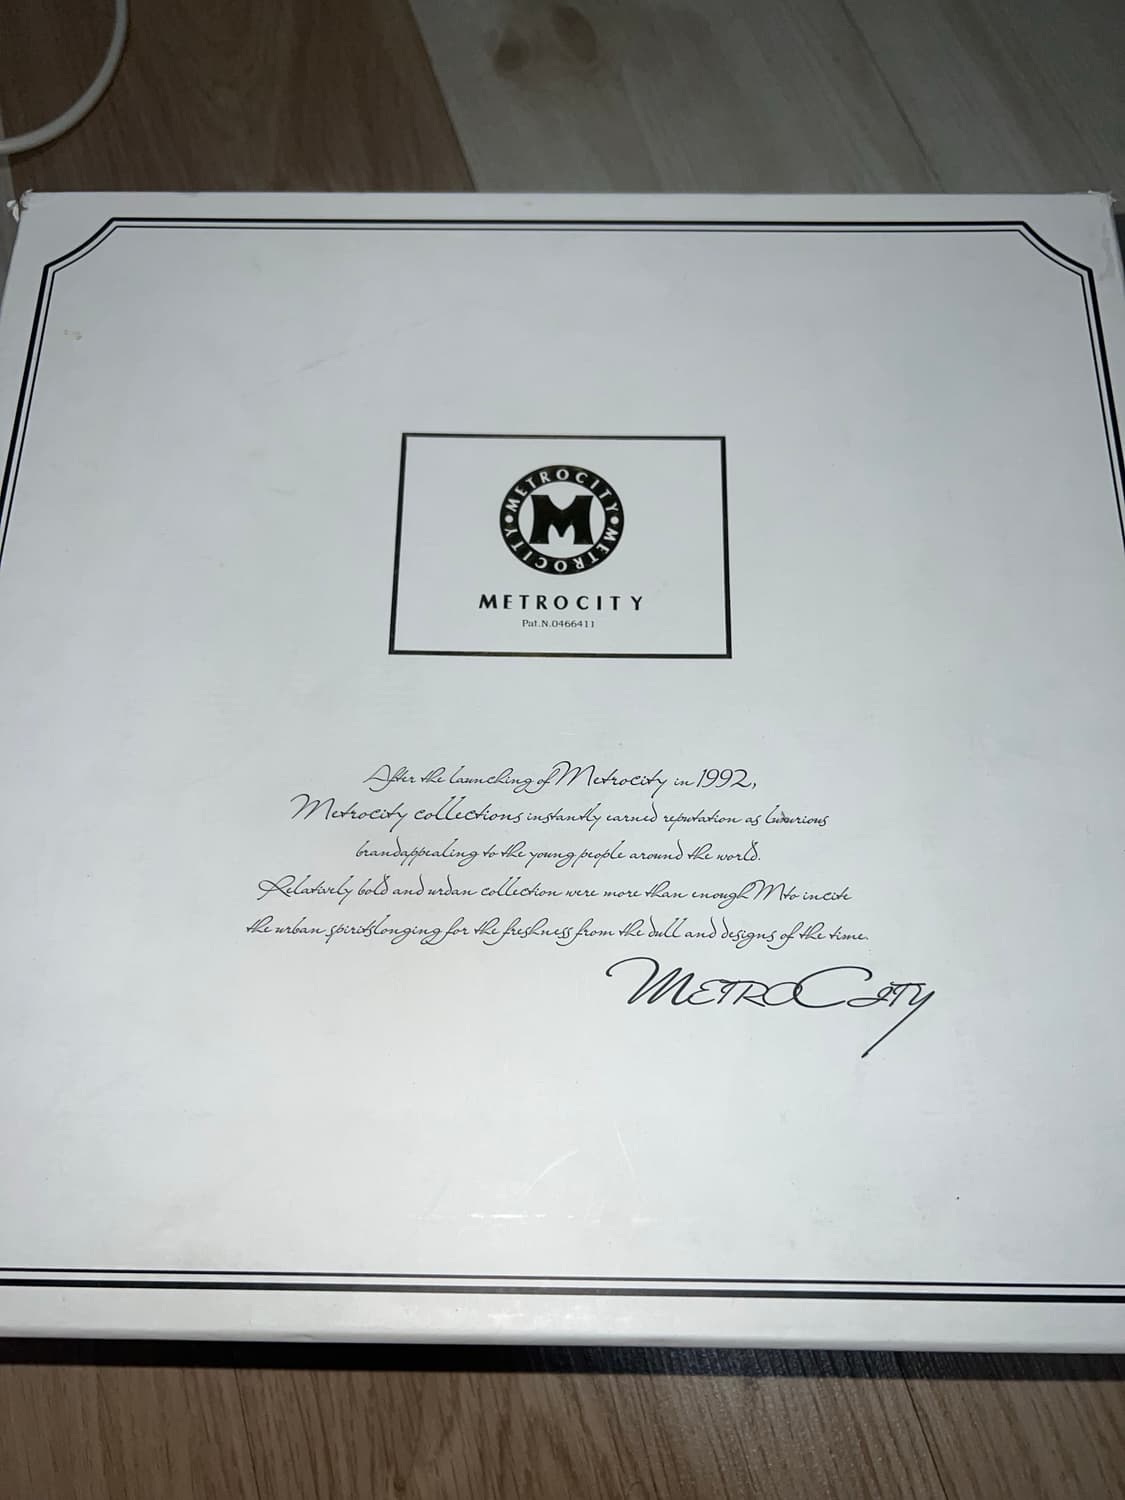 METROCITY • METROCITY
M
METROCITY
Pat.N.0466411
After the launching of Metrocity in 1992,
Metrocity collections instantly earned reputation as luxurious
brandappealing to the young people around the world.
Relatively bold and urdan collection were more than enough M to incite
the urban spiritslonging for the freshness from the dull and designs of the time.
METROCITY